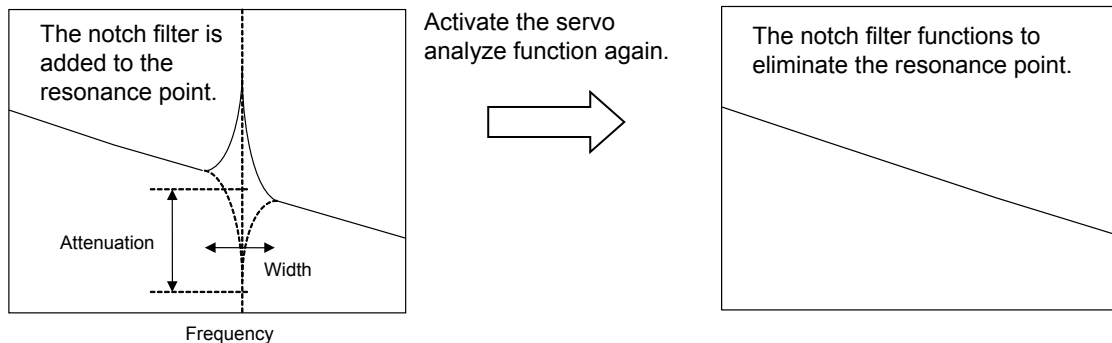 The notch filter is
added to the
resonance point.
Attenuation
Width
Frequency
Activate the servo
analyze function again.
The notch filter functions to
eliminate the resonance point.